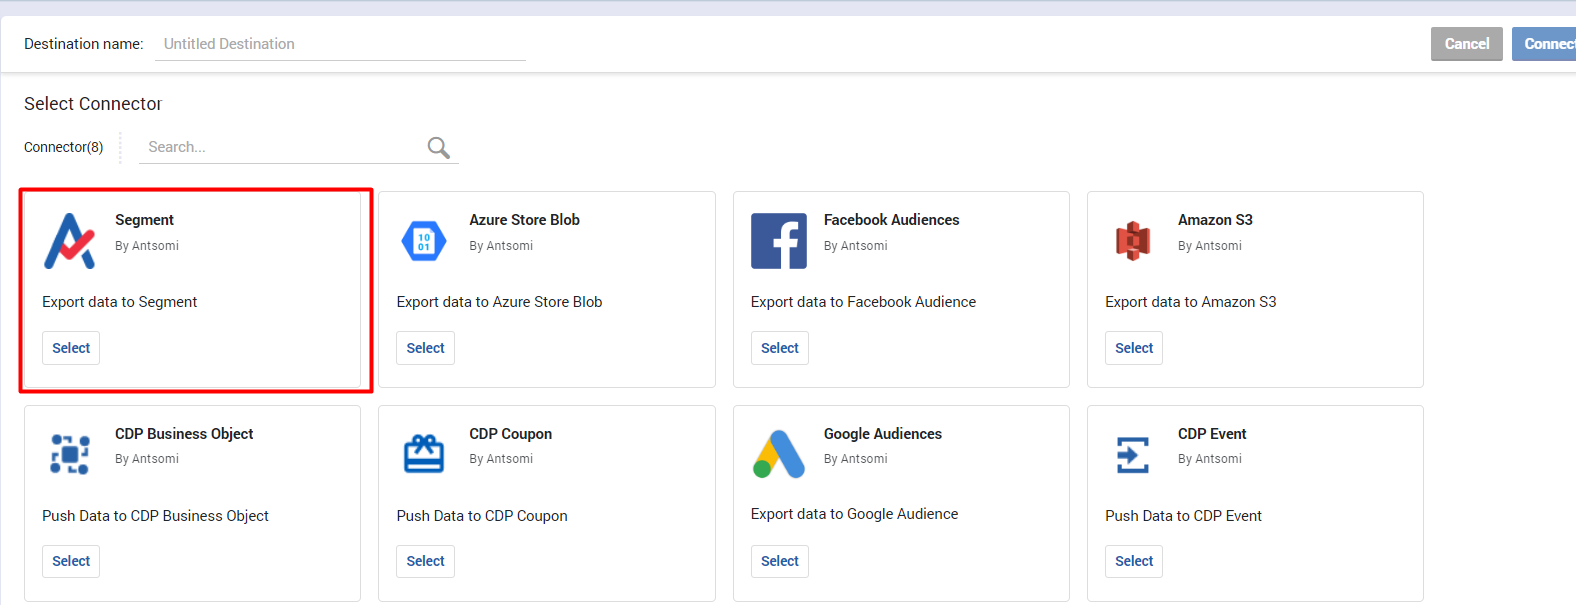 Destination name: Untitled Destination Cancel Connect
Select Connector
Connector(8) Search...
Segment
By Antsomi
Export data to Segment
Select
Azure Store Blob
By Antsomi
10
01
Export data to Azure Store Blob
Select
Facebook Audiences
By Antsomi
Export data to Facebook Audience
Select
Amazon S3
By Antsomi
Export data to Amazon S3
Select
CDP Business Object
By Antsomi
Push Data to CDP Business Object
Select
CDP Coupon
By Antsomi
Push Data to CDP Coupon
Select
Google Audiences
By Antsomi
Export data to Google Audience
Select
CDP Event
By Antsomi
Push Data to CDP Event
Select